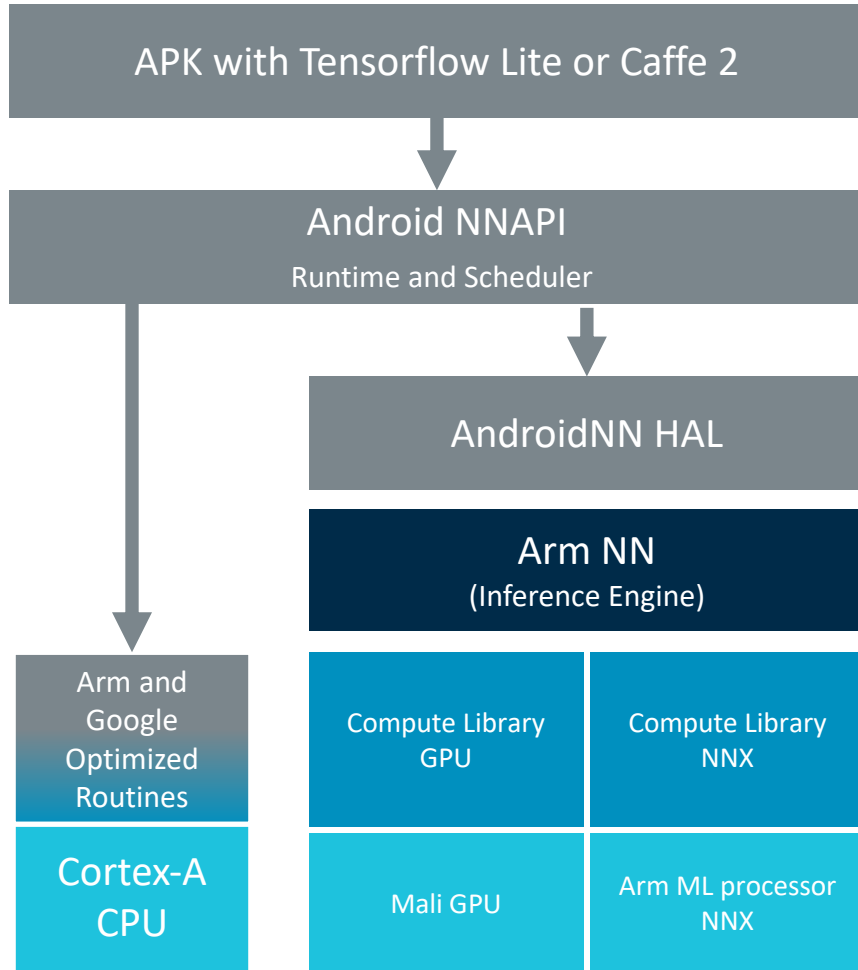 APK with Tensorflow Lite or Caffe 2
Android NNAPI
Runtime and Scheduler
AndroidNN HAL
Arm NN
(Inference Engine)
Arm and
Google
Optimized
Routines
Compute Library
GPU
Compute Library
NNX
Cortex-A
CPU
Mali GPU
Arm ML processor
NNX